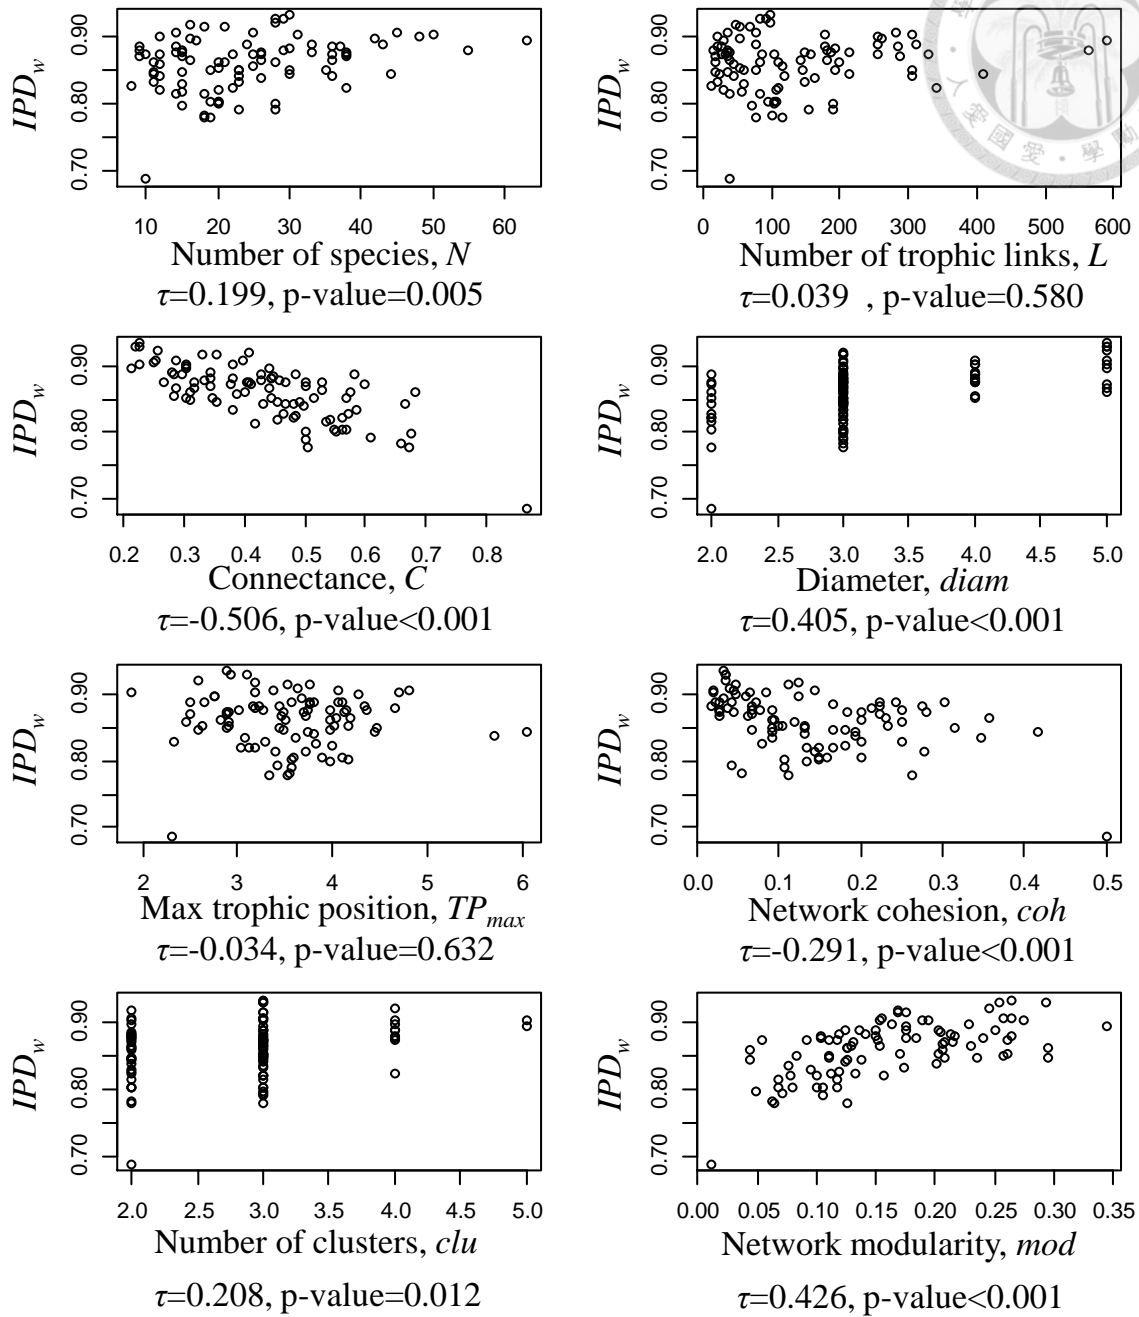 0.70 0.80 0.90
IPD_w
10 20 30 40 50 60
Number of species, N
τ=0.199, p-value=0.005
0.70 0.80 0.90
IPD_w
0 100 200 300 400 500 600
Number of trophic links, L
τ=0.039 , p-value=0.580
0.70 0.80 0.90
IPD_w
0.2 0.3 0.4 0.5 0.6 0.7 0.8
Connectance, C
τ=-0.506, p-value<0.001
0.70 0.80 0.90
IPD_w
2.0 2.5 3.0 3.5 4.0 4.5 5.0
Diameter, diam
τ=0.405, p-value<0.001
0.70 0.80 0.90
IPD_w
2 3 4 5 6
Max trophic position, TP_max
τ=-0.034, p-value=0.632
0.70 0.80 0.90
IPD_w
0.0 0.1 0.2 0.3 0.4 0.5
Network cohesion, coh
τ=-0.291, p-value<0.001
0.70 0.80 0.90
IPD_w
2.0 2.5 3.0 3.5 4.0 4.5 5.0
Number of clusters, clu
τ=0.208, p-value=0.012
0.70 0.80 0.90
IPD_w
0.00 0.05 0.10 0.15 0.20 0.25 0.30 0.35
Network modularity, mod
τ=0.426, p-value<0.001
人愛國愛・學勵